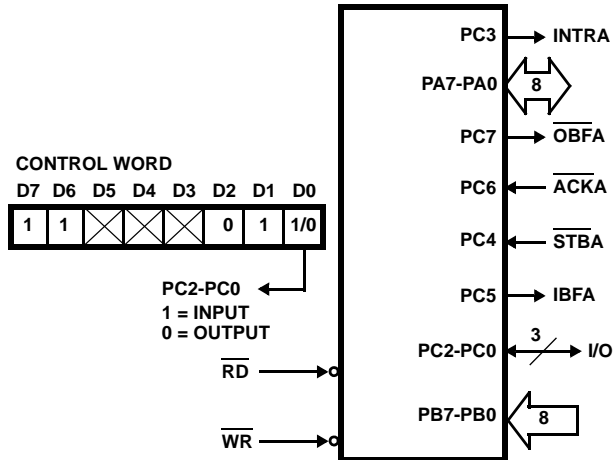 PC3 INTRA
PA7-PA0 8
PC7 OBFA
CONTROL WORD
D7 D6 D5 D4 D3 D2 D1 D0
1 1 0 1 1/0
PC6 ACKA
PC4 STBA
PC2-PC0
1 = INPUT
0 = OUTPUT
PC5 IBFA
PC2-PC0 3 I/O
RD
PB7-PB0 8
WR